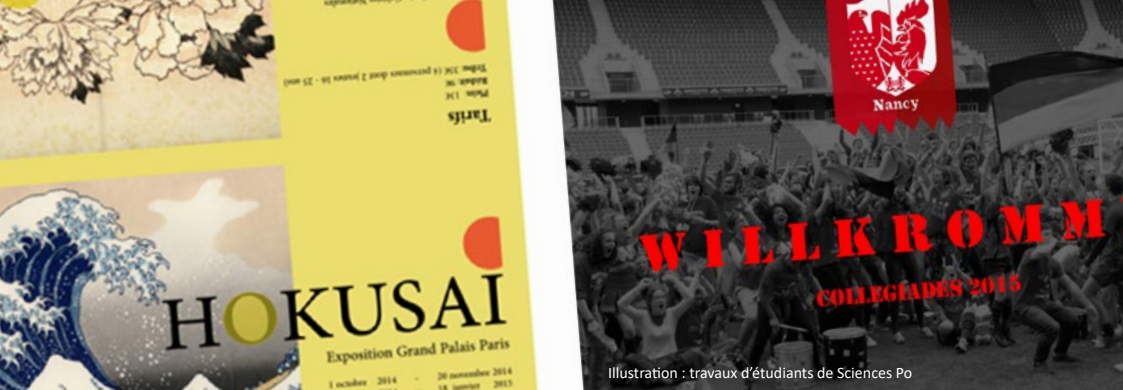 Tribu: 35€ (4 personnes dont 2 jeunes 16 - 25 ans)
Réduit: 9€
Plein: 13€
Tarifs
HOKUSAI
Exposition Grand Palais Paris
1 octobre 2014 - 20 novembre 2014
18 janvier 2015
Nancy
WILLKROMM
COLLEGIADES 2015
Illustration : travaux d'étudiants de Sciences Po